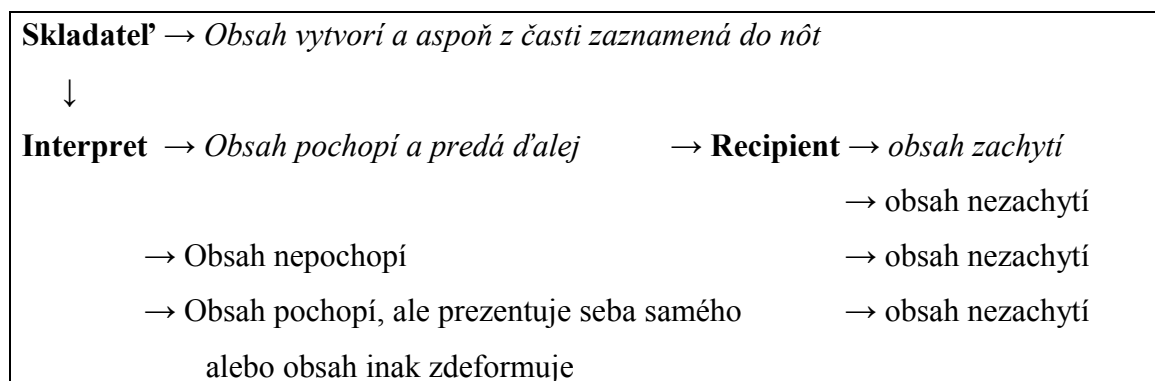 Skladateľ → Obsah vytvorí a aspoň z časti zaznamená do nôt
↓
Interpret → Obsah pochopí a predá ďalej → Recipient → obsah zachytí
→ obsah nezachytí
→ Obsah nepochopí → obsah nezachytí
→ Obsah pochopí, ale prezentuje seba samého → obsah nezachytí
alebo obsah inak zdeformuje